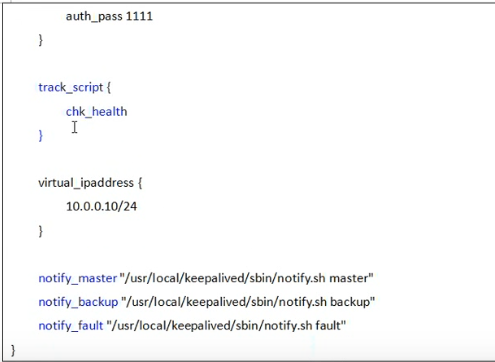 auth_pass 1111
}
track_script {
chk_health
}
virtual_ipaddress {
10.0.0.10/24
}
notify_master "/usr/local/keepalived/sbin/notify.sh master"
notify_backup "/usr/local/keepalived/sbin/notify.sh backup"
notify_fault "/usr/local/keepalived/sbin/notify.sh fault"
}